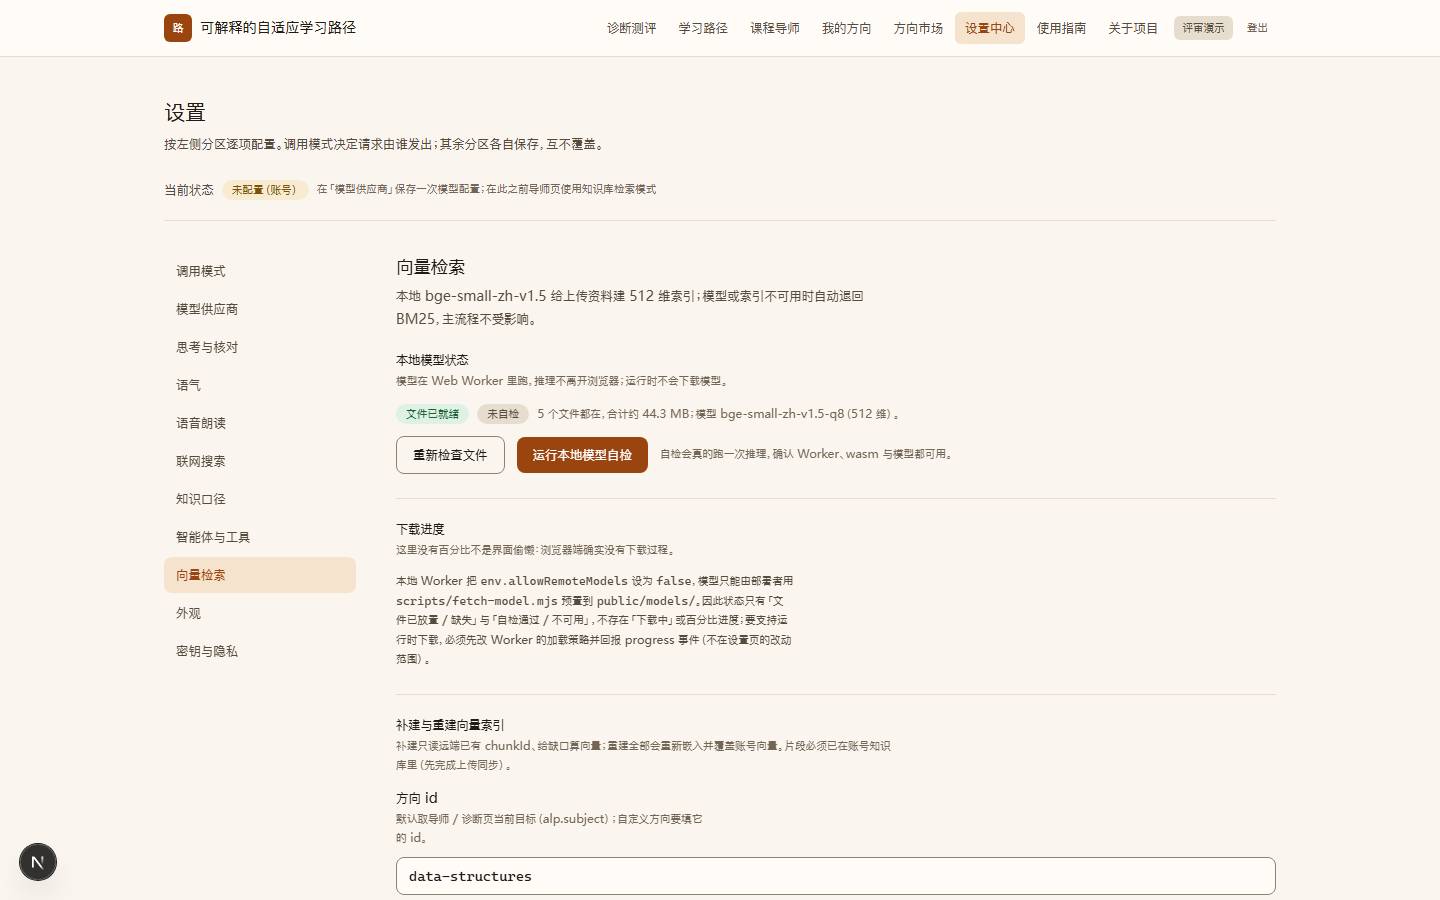 路 可解释的自适应学习路径 诊断测评 学习路径 课程导师 我的方向 方向市场 设置中心 使用指南 关于项目 评审演示 登出
设置
按左侧分区逐项配置。调用模式决定请求由谁发出；其余分区各自保存，互不覆盖。
当前状态 未配置（账号） 在「模型供应商」保存一次模型配置；在此之前导师页使用知识库检索模式
调用模式
模型供应商
思考与核对
语气
语音朗读
联网搜索
知识口径
智能体与工具
向量检索
外观
密钥与隐私
向量检索
本地 bge-small-zh-v1.5 给上传资料建 512 维索引；模型或索引不可用时自动退回
BM25，主流程不受影响。
本地模型状态
模型在 Web Worker 里跑，推理不离开浏览器；运行时不会下载模型。
文件已就绪 未自检 5 个文件都在，合计约 44.3 MB；模型 bge-small-zh-v1.5-q8（512 维）。
重新检查文件 运行本地模型自检 自检会真的跑一次推理，确认 Worker、wasm 与模型都可用。
下载进度
这里没有百分比不是界面偷懒：浏览器端确实没有下载过程。
本地 Worker 把 env.allowRemoteModels 设为 false，模型只能由部署者用
scripts/fetch-model.mjs 预置到 public/models/。因此状态只有「文
件已放置 / 缺失」与「自检通过 / 不可用」，不存在「下载中」或百分比进度；要支持运
行时下载，必须先改 Worker 的加载策略并回报 progress 事件（不在设置页的改动
范围）。
补建与重建向量索引
补建只读远端已有 chunkId、给缺口算向量；重建全部会重新嵌入并覆盖账号向量。片段必须已在账号知识
库里（先完成上传同步）。
方向 id
默认取导师 / 诊断页当前目标（alp.subject）；自定义方向要填它
的 id。
data-structures
N